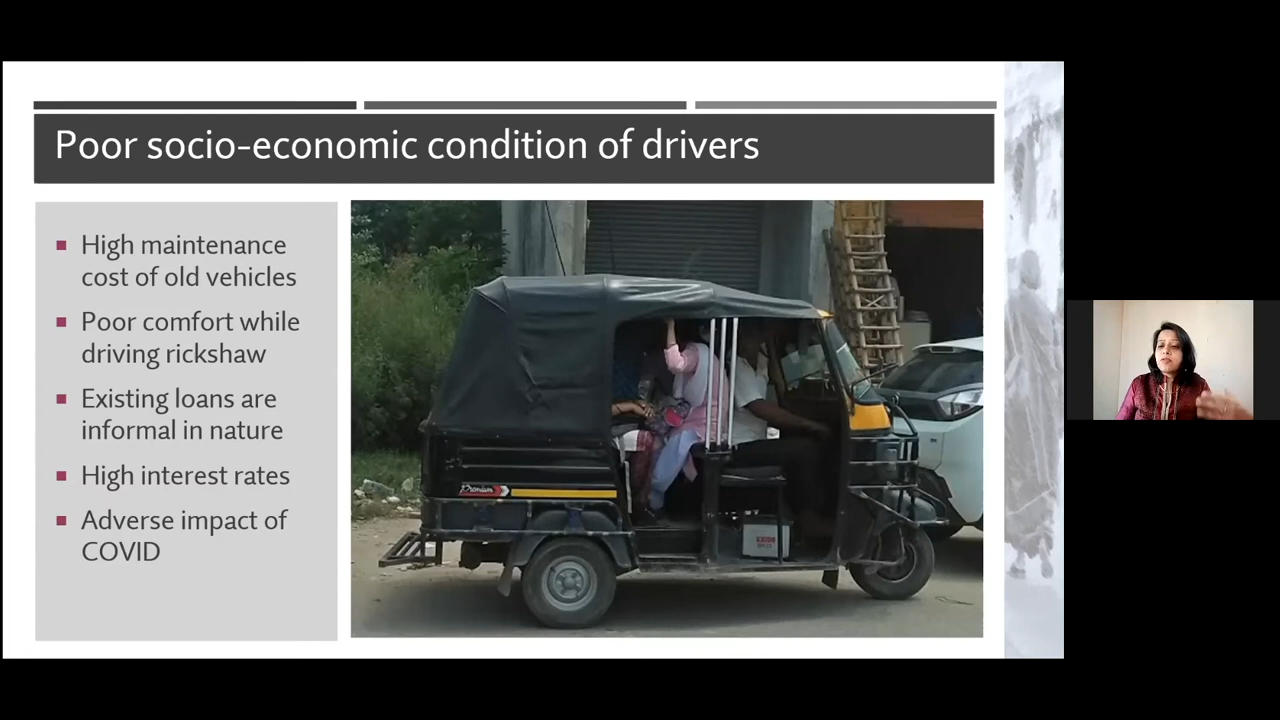 Poor socio-economic condition of drivers
High maintenance
cost of old vehicles
Poor comfort while
driving rickshaw
Existing loans are
informal in nature
High interest rates
Adverse impact of
COVID
Premium
EXIDE